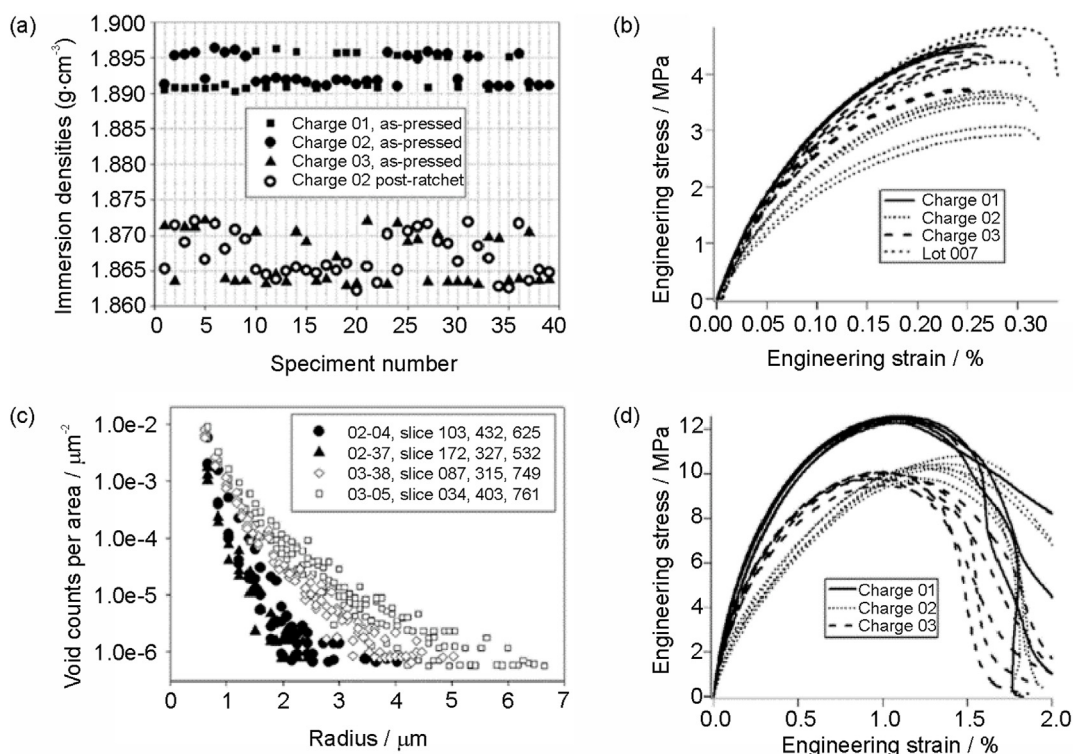 (a)
Immersion densities (g·cm⁻³)
1.900
1.895
1.890
1.885
1.880
1.875
1.870
1.865
1.860
Charge 01, as-pressed
Charge 02, as-pressed
Charge 03, as-pressed
Charge 02 post-ratchet
0 5 10 15 20 25 30 35 40
Speciment number
(b)
Engineering stress / MPa
4
3
2
1
0
Charge 01
Charge 02
Charge 03
Lot 007
0.00 0.05 0.10 0.15 0.20 0.25 0.30
Engineering strain / %
(c)
Void counts per area / μm⁻²
1.0e-2
1.0e-3
1.0e-4
1.0e-5
1.0e-6
02-04, slice 103, 432, 625
02-37, slice 172, 327, 532
03-38, slice 087, 315, 749
03-05, slice 034, 403, 761
0 1 2 3 4 5 6 7
Radius / μm
(d)
Engineering stress / MPa
12
10
8
6
4
2
0
Charge 01
Charge 02
Charge 03
0.0 0.5 1.0 1.5 2.0
Engineering strain / %